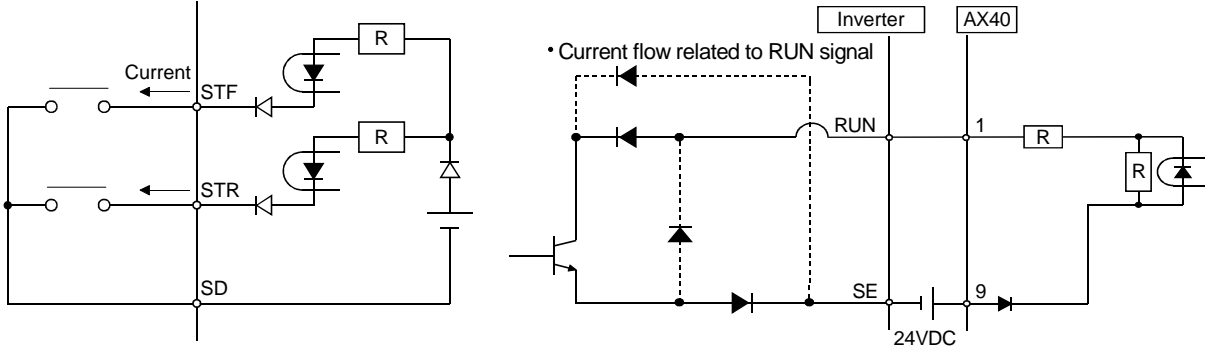 Current
STF
R
STR
R
SD
Inverter
AX40
• Current flow related to RUN signal
RUN
1
R
R
SE
9
24VDC